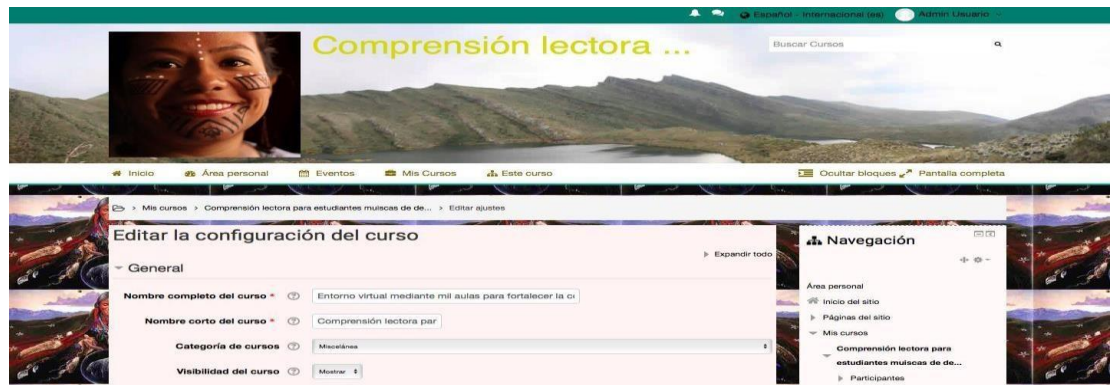 Español - Internacional (es) Admin Usuario
Comprensión lectora ...
Buscar Cursos
Inicio Área personal Eventos Mis Cursos Este curso Ocultar bloques Pantalla completa
> Mis cursos > Comprensión lectora para estudiantes muiscas de de... > Editar ajustes
Editar la configuración del curso
Expandir todo
General
Nombre completo del curso * Entorno virtual mediante mil aulas para fortalecer la c
Nombre corto del curso * Comprensión lectora par
Categoría de cursos Miscelánea
Visibilidad del curso Mostrar
Navegación
Área personal
Inicio del sitio
Páginas del sitio
Mis cursos
Comprensión lectora para
estudiantes muiscas de de...
Participantes